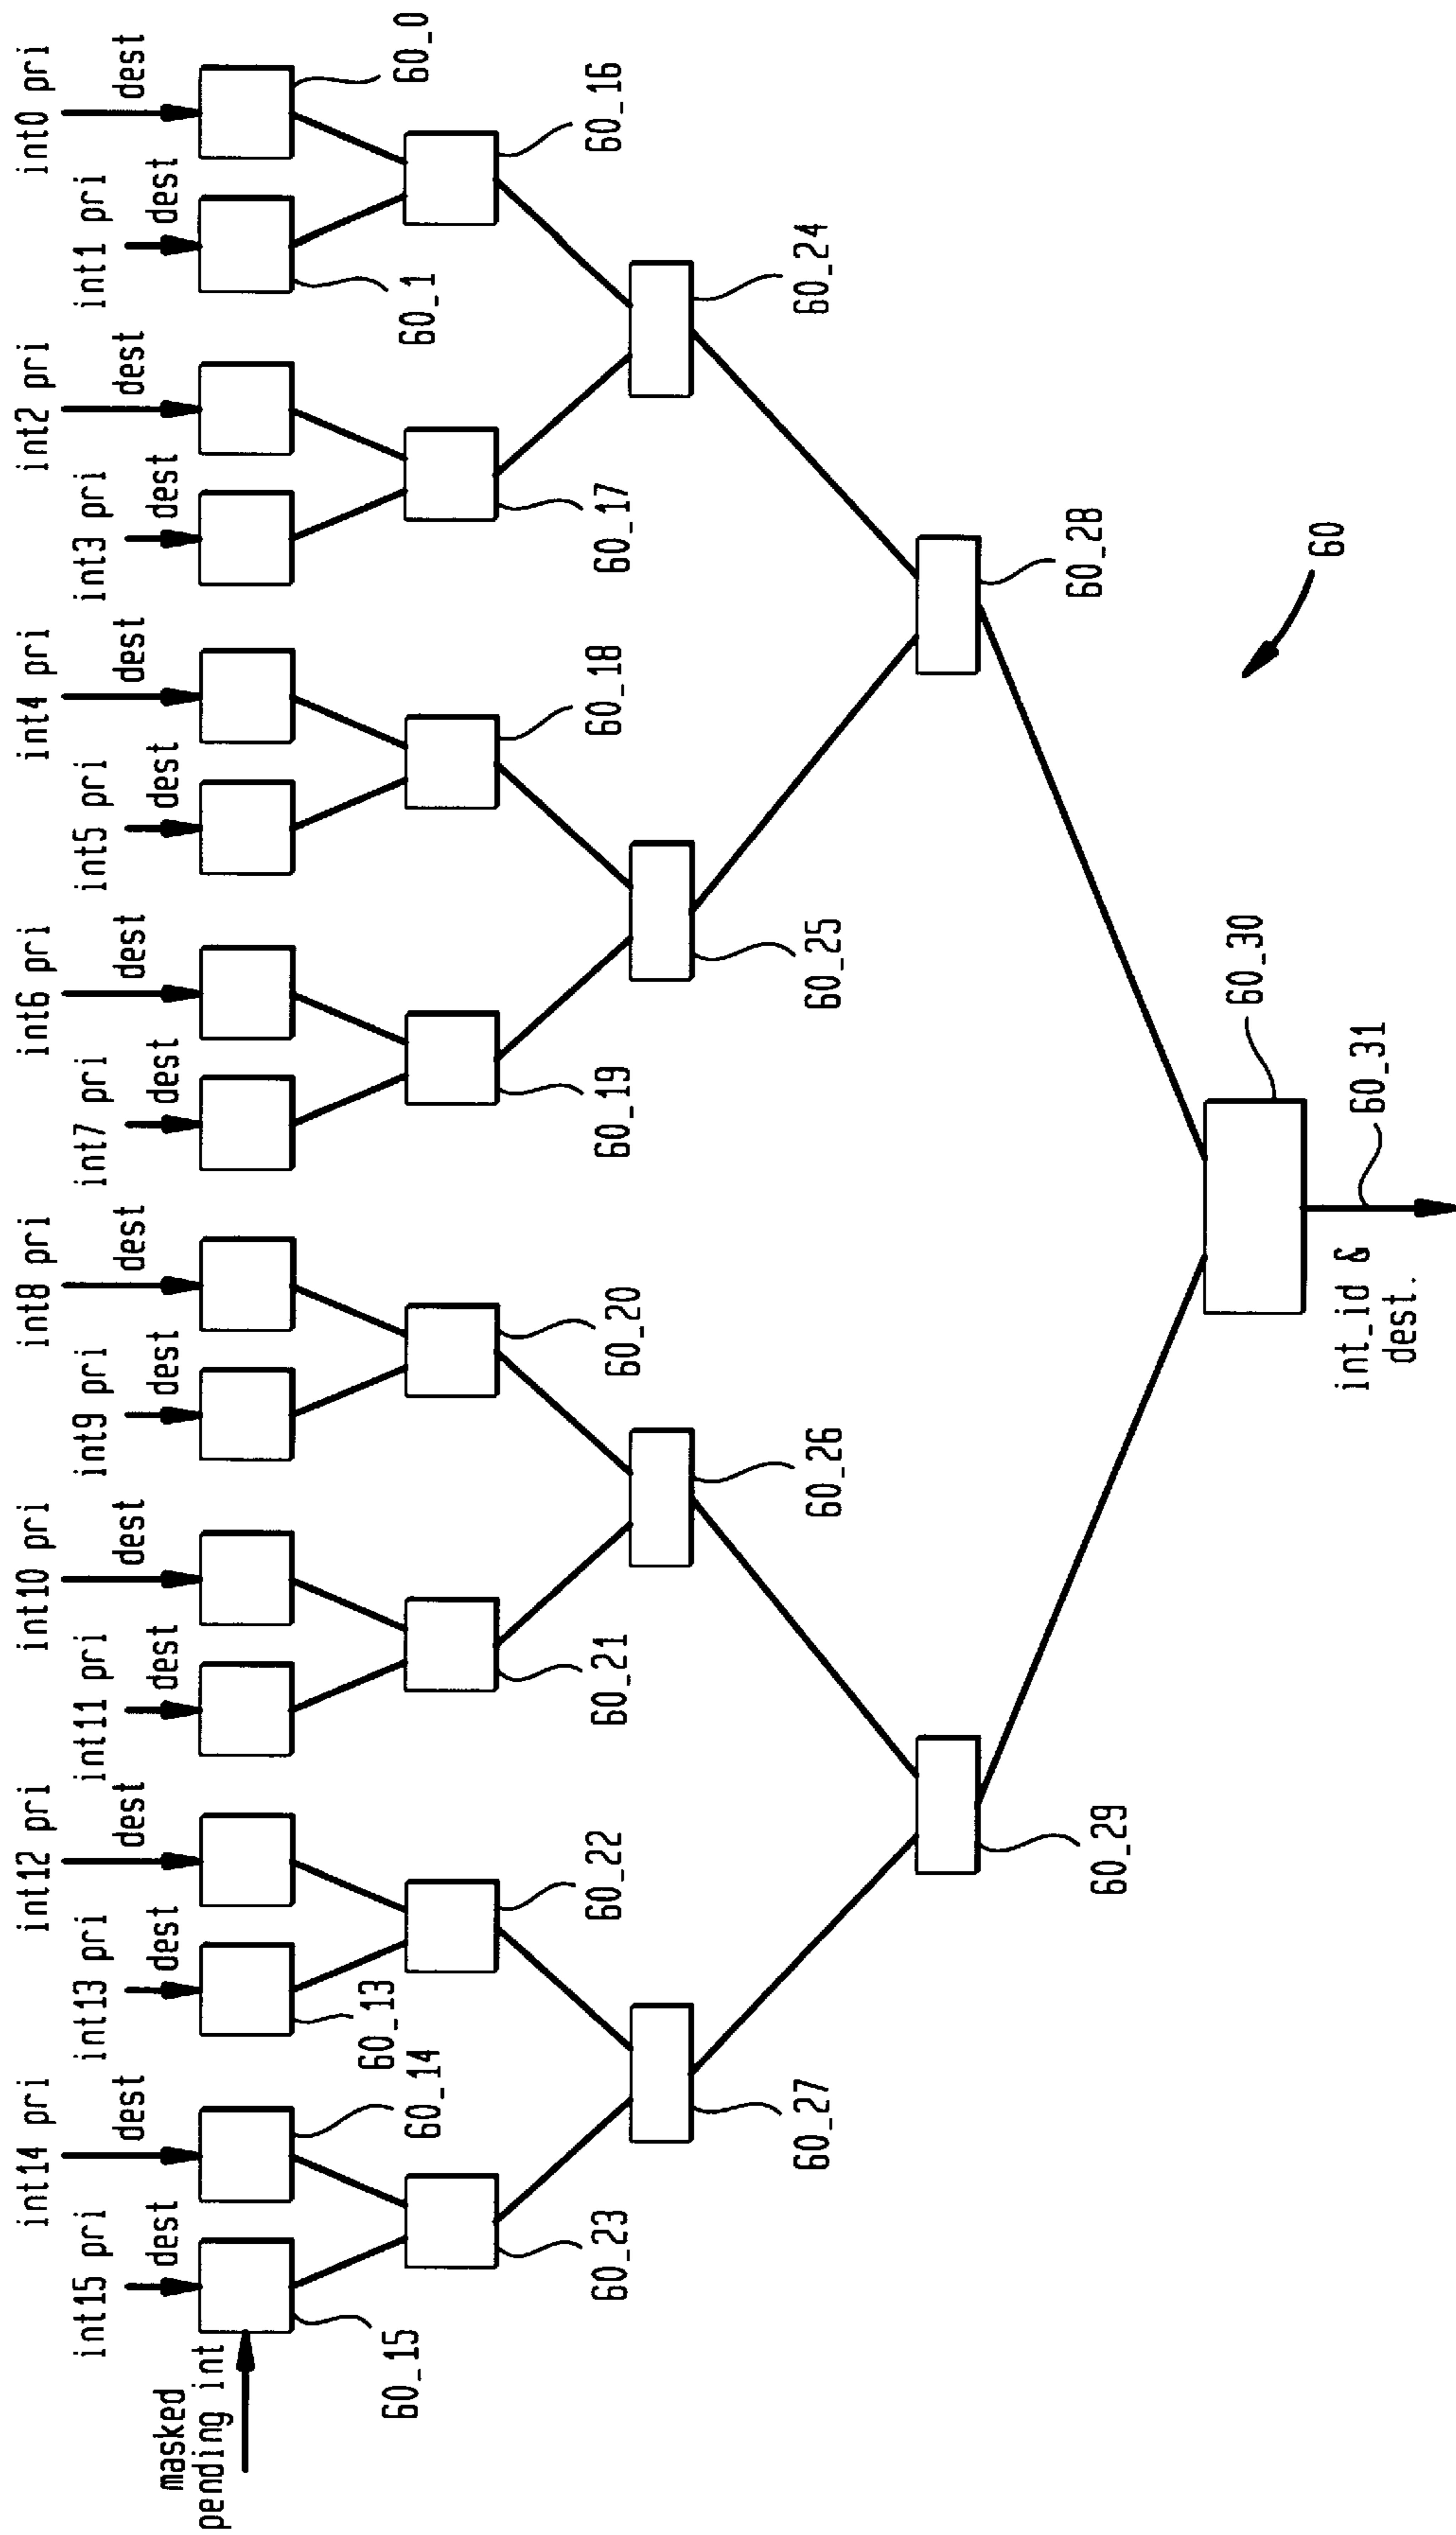 int0 pri
dest
int1 pri
dest
int2 pri
dest
int3 pri
dest
int4 pri
dest
int5 pri
dest
int6 pri
dest
int7 pri
dest
int8 pri
dest
int9 pri
dest
int10 pri
dest
int11 pri
dest
int12 pri
dest
int13 pri
dest
int14 pri
dest
int15 pri
dest
masked
pending int
60_0
60_1
60_13
60_14
60_15
60_16
60_17
60_18
60_19
60_20
60_21
60_22
60_23
60_24
60_25
60_26
60_27
60_28
60_29
60_30
60_31
int_id &
dest.
60